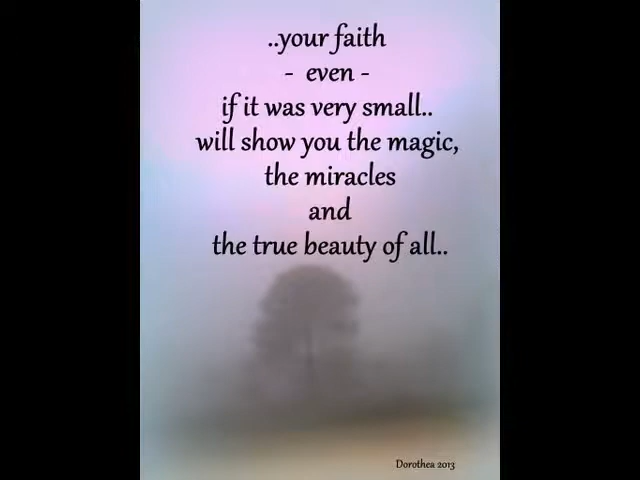 ..your faith
- even -
if it was very small..
will show you the magic,
the miracles
and
the true beauty of all..
Dorothea 2013